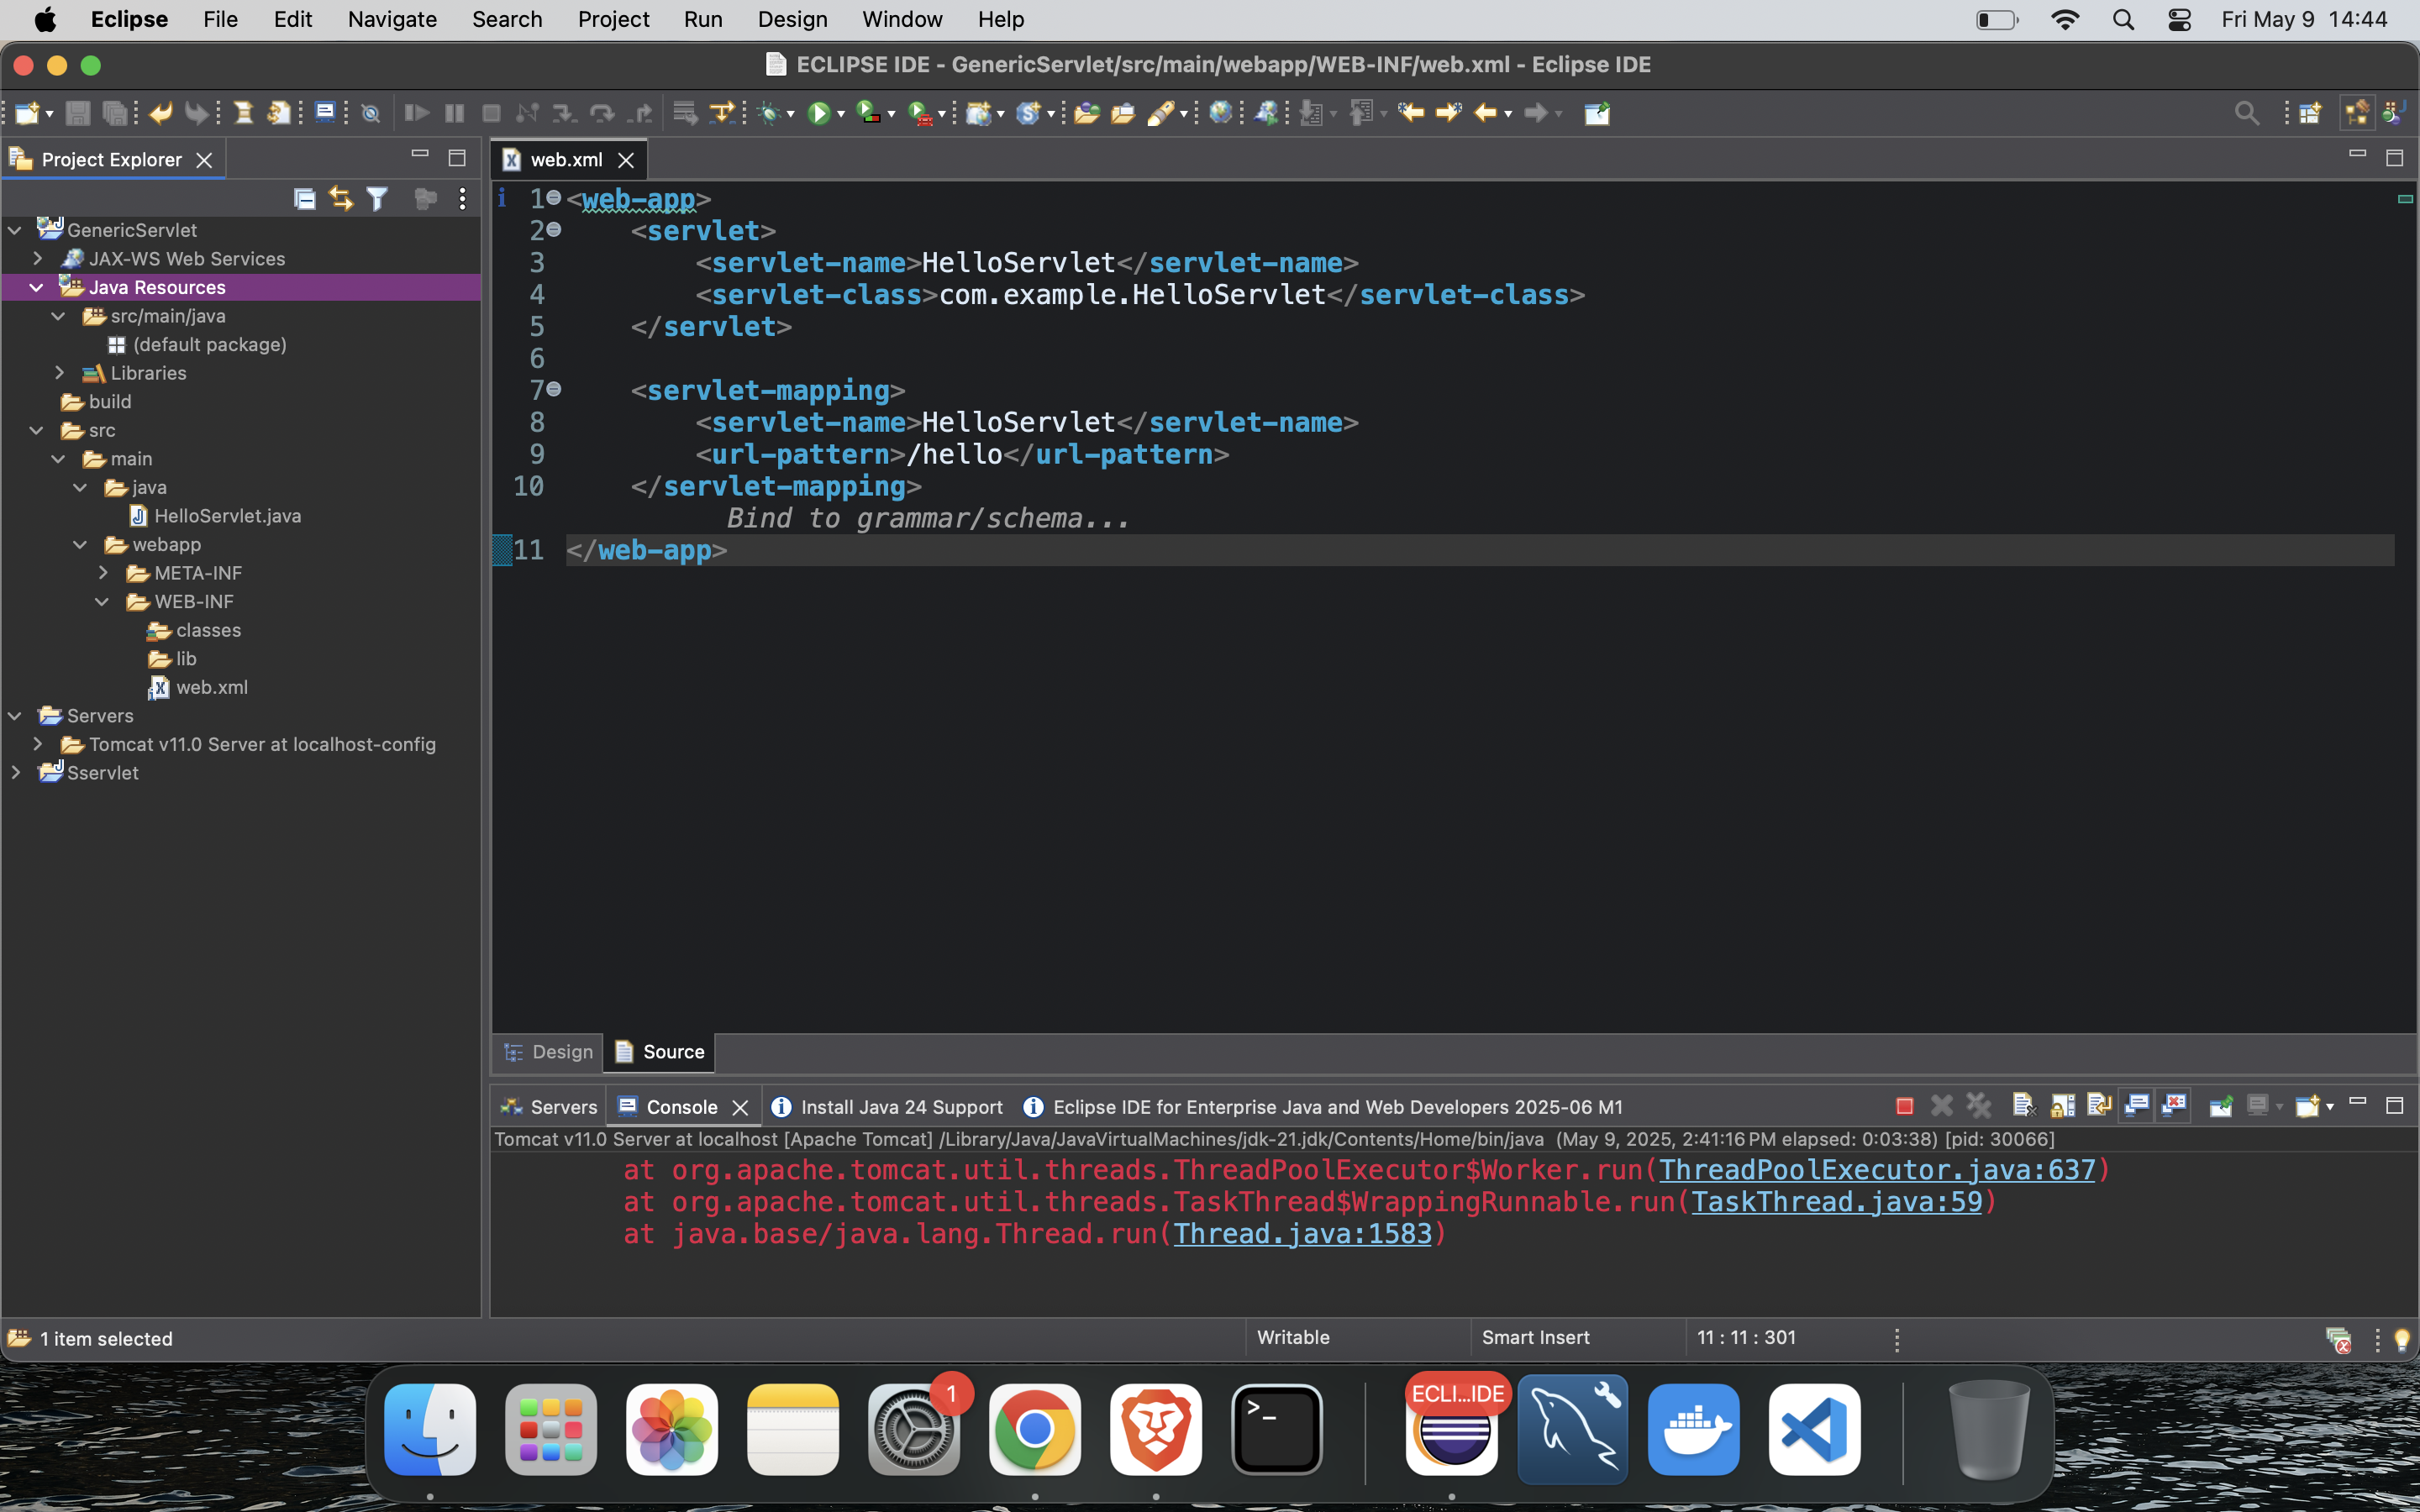 Eclipse File Edit Navigate Search Project Run Design Window Help Fri May 9 14:44
ECLIPSE IDE - GenericServlet/src/main/webapp/WEB-INF/web.xml - Eclipse IDE
Project Explorer
GenericServlet
JAX-WS Web Services
Java Resources
src/main/java
(default package)
Libraries
build
src
main
java
HelloServlet.java
webapp
META-INF
WEB-INF
classes
lib
web.xml
Servers
Tomcat v11.0 Server at localhost-config
Sservlet
web.xml
1 <web-app>
2 <servlet>
3 <servlet-name>HelloServlet</servlet-name>
4 <servlet-class>com.example.HelloServlet</servlet-class>
5 </servlet>
6
7 <servlet-mapping>
8 <servlet-name>HelloServlet</servlet-name>
9 <url-pattern>/hello</url-pattern>
10 </servlet-mapping>
Bind to grammar/schema...
11 </web-app>
Design Source
Servers Console Install Java 24 Support Eclipse IDE for Enterprise Java and Web Developers 2025-06 M1
Tomcat v11.0 Server at localhost [Apache Tomcat] /Library/Java/JavaVirtualMachines/jdk-21.jdk/Contents/Home/bin/java (May 9, 2025, 2:41:16 PM elapsed: 0:03:38) [pid: 30066]
at org.apache.tomcat.util.threads.ThreadPoolExecutor$Worker.run(ThreadPoolExecutor.java:637)
at org.apache.tomcat.util.threads.TaskThread$WrappingRunnable.run(TaskThread.java:59)
at java.base/java.lang.Thread.run(Thread.java:1583)
1 item selected Writable Smart Insert 11 : 11 : 301
1 ECLI...IDE